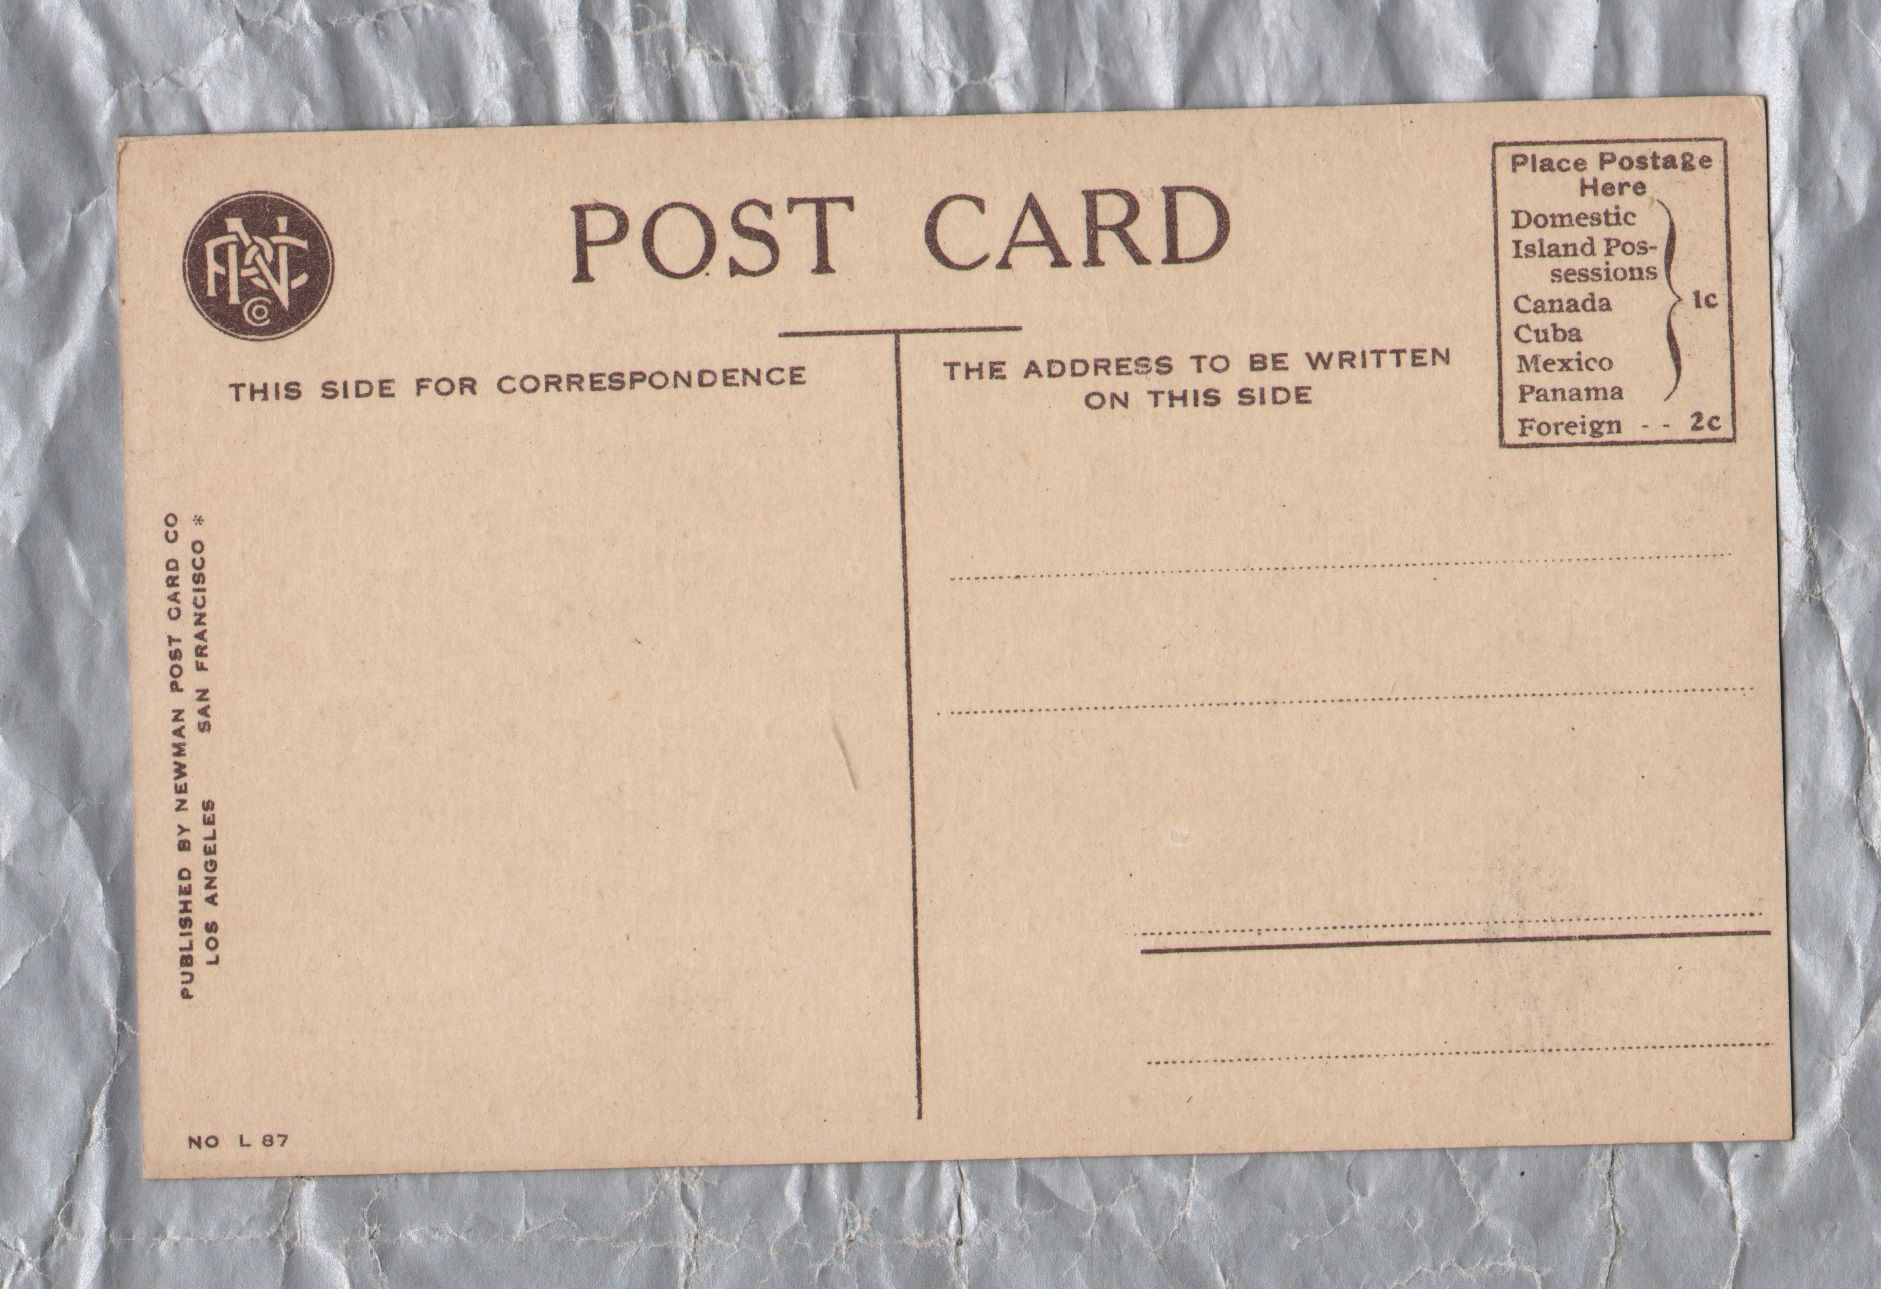 POST CARD
Place Postage
Here
Domestic
Island Pos-
sessions
Canada
Cuba
Mexico
Panama
1c
Foreign - - 2c
THIS SIDE FOR CORRESPONDENCE
THE ADDRESS TO BE WRITTEN
ON THIS SIDE
PUBLISHED BY NEWMAN POST CARD CO
LOS ANGELES SAN FRANCISCO *
NO L 87